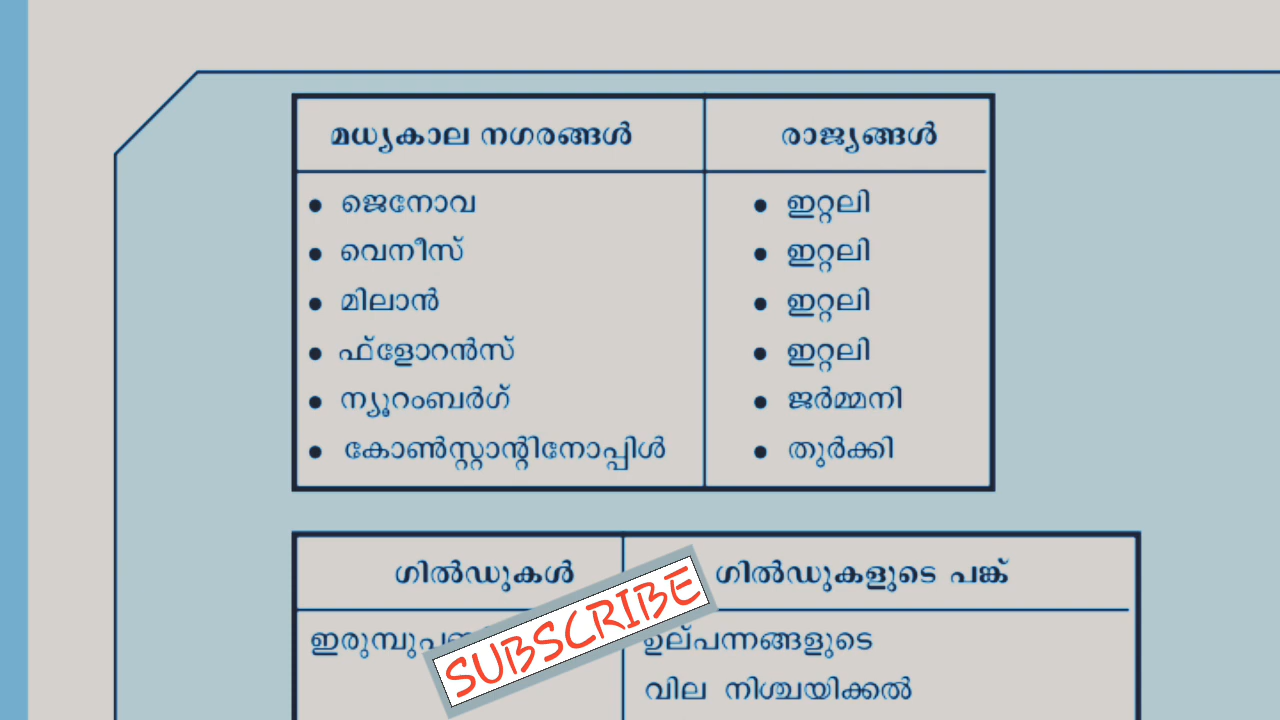 മധ്യകാല നഗരങ്ങൾ രാജ്യങ്ങൾ
• ജെനോവ • ഇറ്റലി
• വെനീസ് • ഇറ്റലി
• മിലാൻ • ഇറ്റലി
• ഫ്ളോറൻസ് • ഇറ്റലി
• ന്യൂറംബർഗ് • ജർമ്മനി
• കോൺസ്റ്റാന്റിനോപ്പിൾ • തുർക്കി
ഗിൽഡുകൾ ഗിൽഡുകളുടെ പങ്ക്
SUBSCRIBE
ഉല്പന്നങ്ങളുടെ
വില നിശ്ചയിക്കൽ